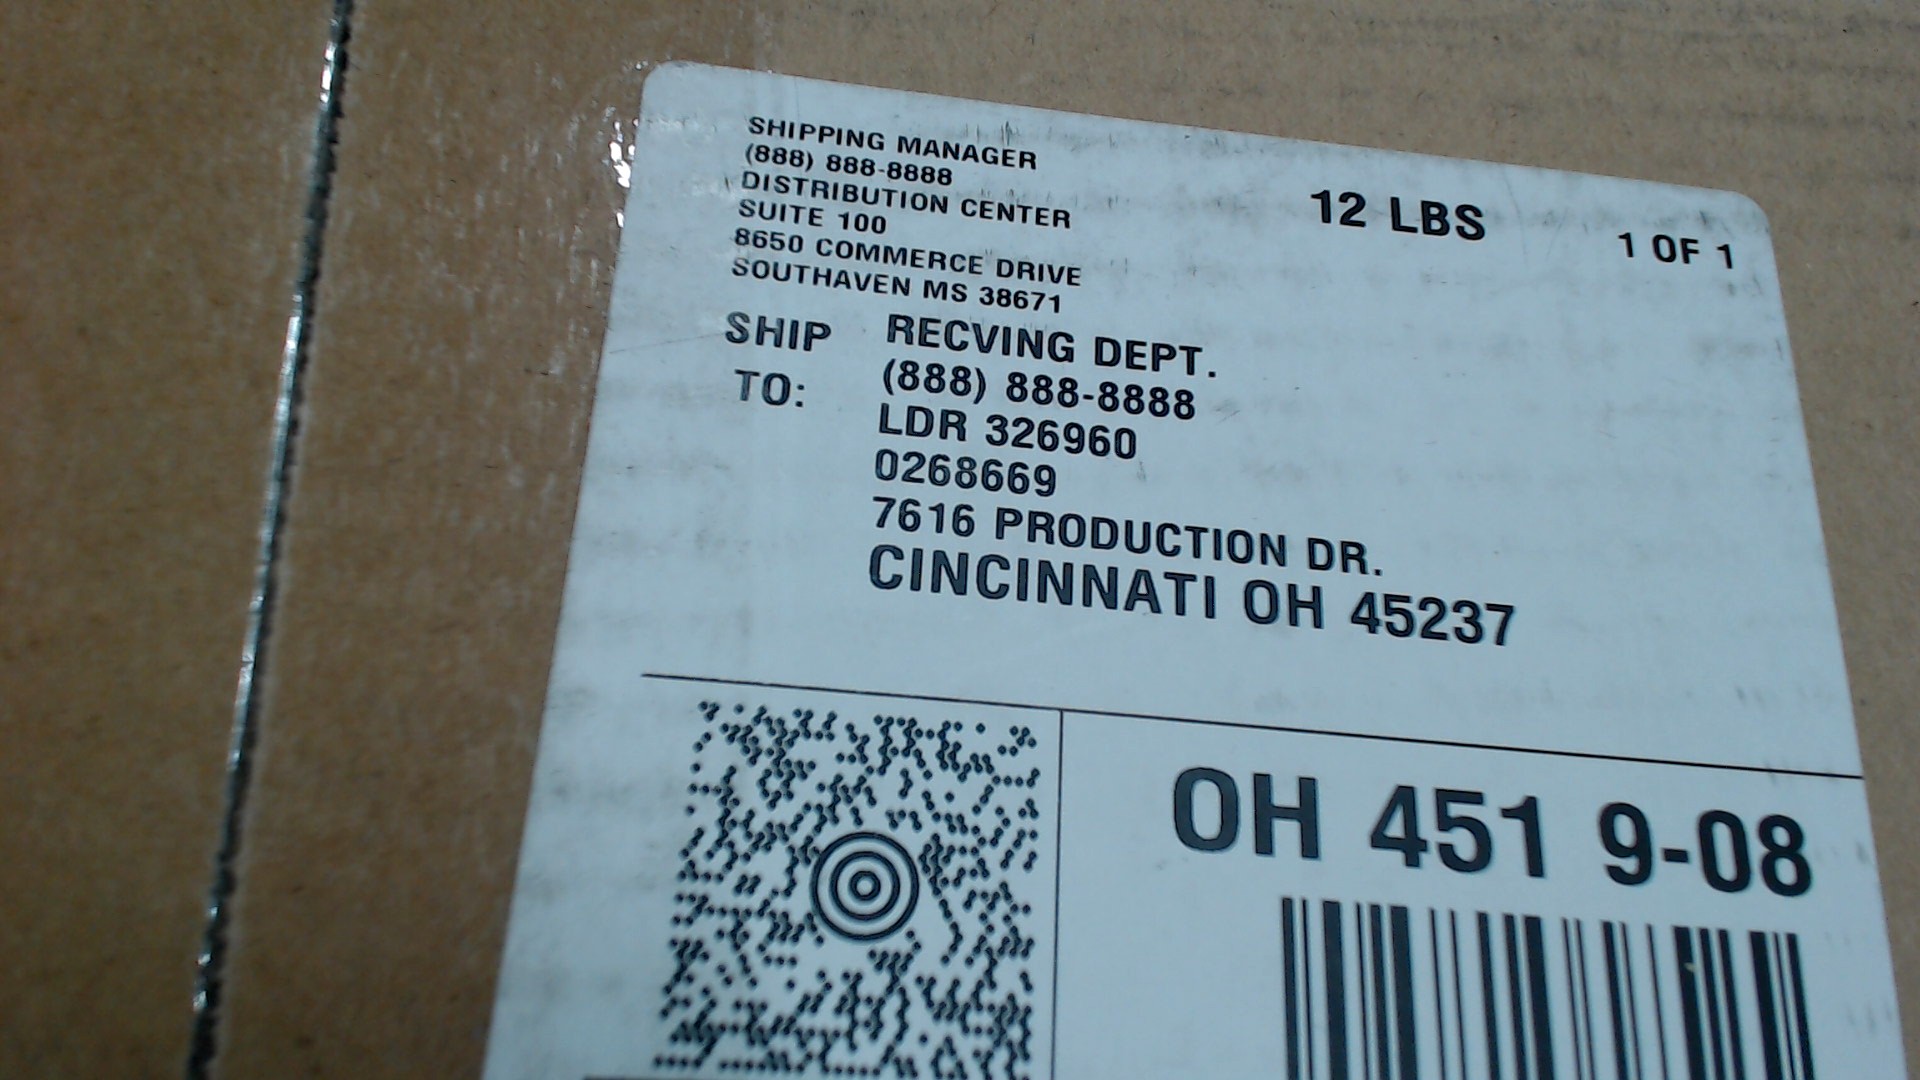 SHIPPING MANAGER
(888) 888-8888
DISTRIBUTION CENTER
SUITE 100
8650 COMMERCE DRIVE
SOUTHAVEN MS 38671
12 LBS
1 OF 1
SHIP TO:
RECVING DEPT.
(888) 888-8888
LDR 326960
0268669
7616 PRODUCTION DR.
CINCINNATI OH 45237
OH 451 9-08